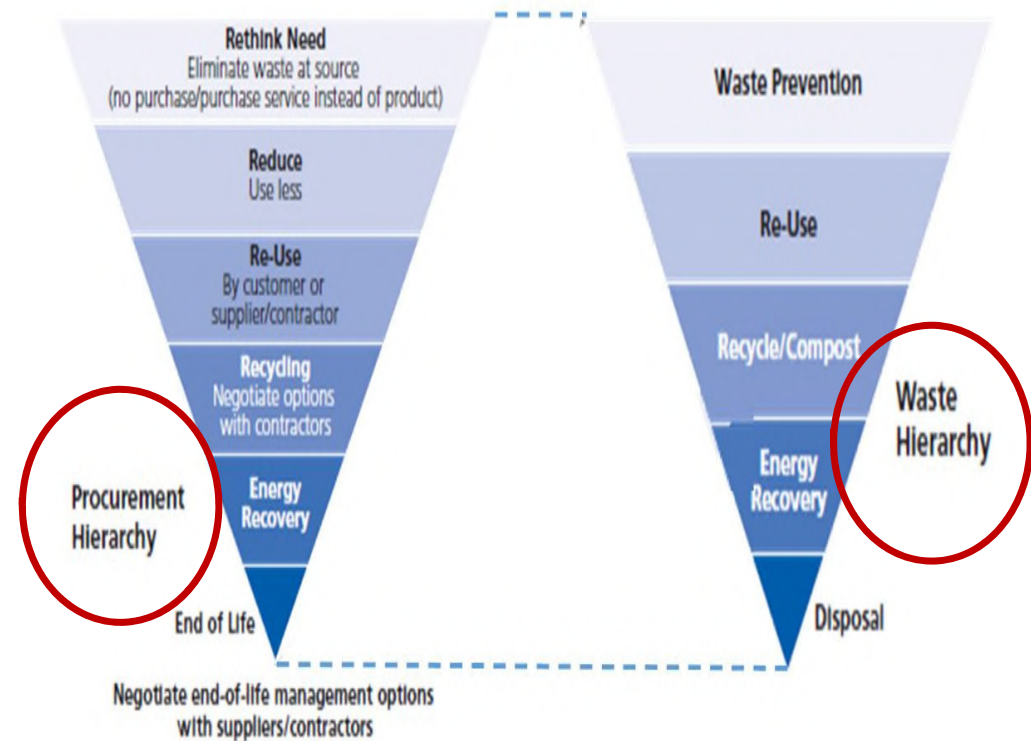 Rethink Need
Eliminate waste at source
(no purchase/purchase service instead of product)
Reduce
Use less
Re-Use
By customer or
supplier/contractor
Recycling
Negotiate options
with contractors
Energy
Recovery
Procurement
Hierarchy
End of Life
Negotiate end-of-life management options
with suppliers/contractors
Waste Prevention
Re-Use
Recycle/Compost
Energy
Recovery
Waste
Hierarchy
Disposal